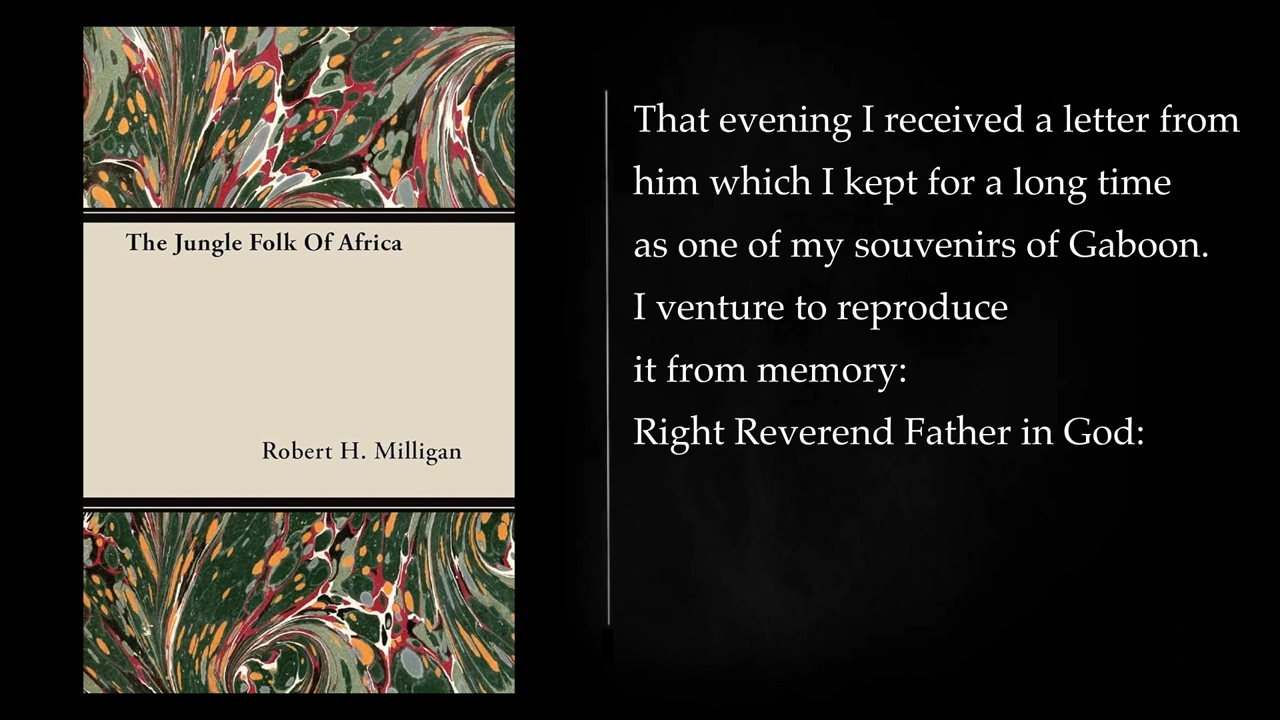 The Jungle Folk Of Africa
Robert H. Milligan
That evening I received a letter from
him which I kept for a long time
as one of my souvenirs of Gaboon.
I venture to reproduce
it from memory:
Right Reverend Father in God: